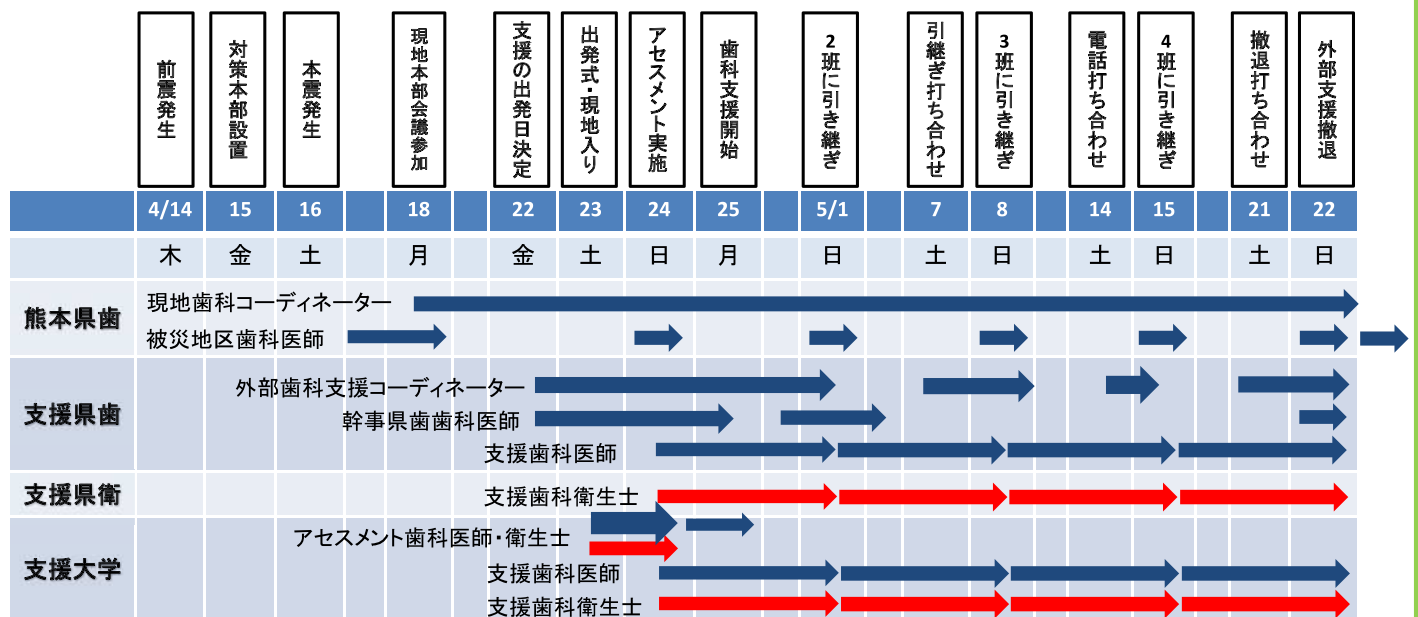 前震発生
対策本部設置
本震発生
現地本部会議参加
支援の出発日決定
出発式・現地入り
アセスメント実施
歯科支援開始
2班に引き継ぎ
引継ぎ打ち合わせ
3班に引き継ぎ
電話打ち合わせ
4班に引き継ぎ
撤退打ち合わせ
外部支援撤退
4/14 15 16 18 22 23 24 25 5/1 7 8 14 15 21 22
木 金 土 月 金 土 日 月 日 土 日 土 日 土 日
熊本県歯
現地歯科コーディネーター
被災地区歯科医師
支援県歯
外部歯科支援コーディネーター
幹事県歯歯科医師
支援歯科医師
支援県衛
支援歯科衛生士
支援大学
アセスメント歯科医師・衛生士
支援歯科医師
支援歯科衛生士